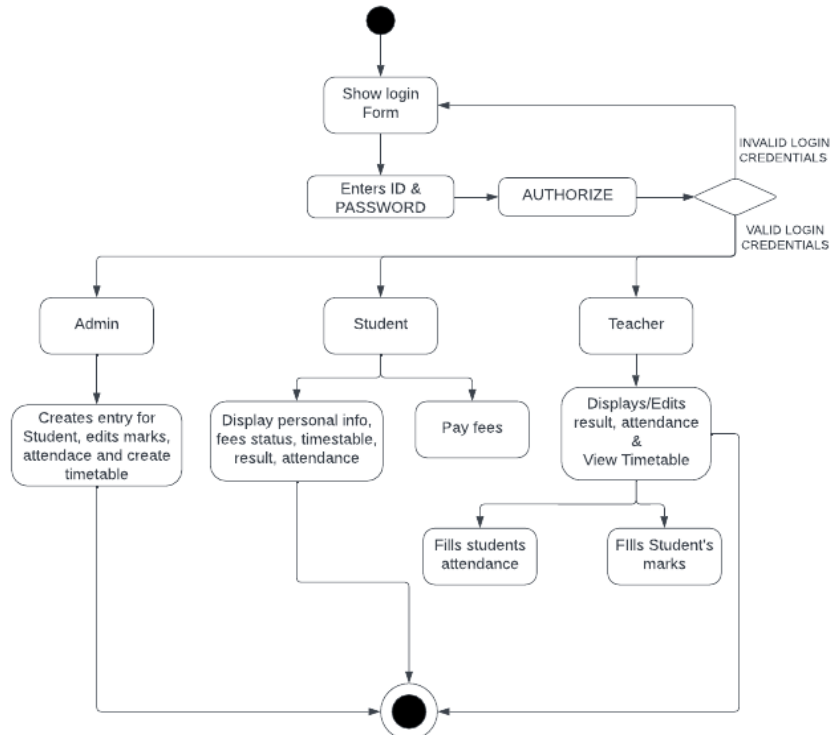 Show login
Form
INVALID LOGIN
CREDENTIALS
Enters ID &
PASSWORD
AUTHORIZE
VALID LOGIN
CREDENTIALS
Admin
Student
Teacher
Creates entry for
Student, edits marks,
attendace and create
timetable
Display personal info,
fees status, timestable,
result, attendance
Pay fees
Displays/Edits
result, attendance
&
View Timetable
Fills students
attendance
FIlls Student's
marks